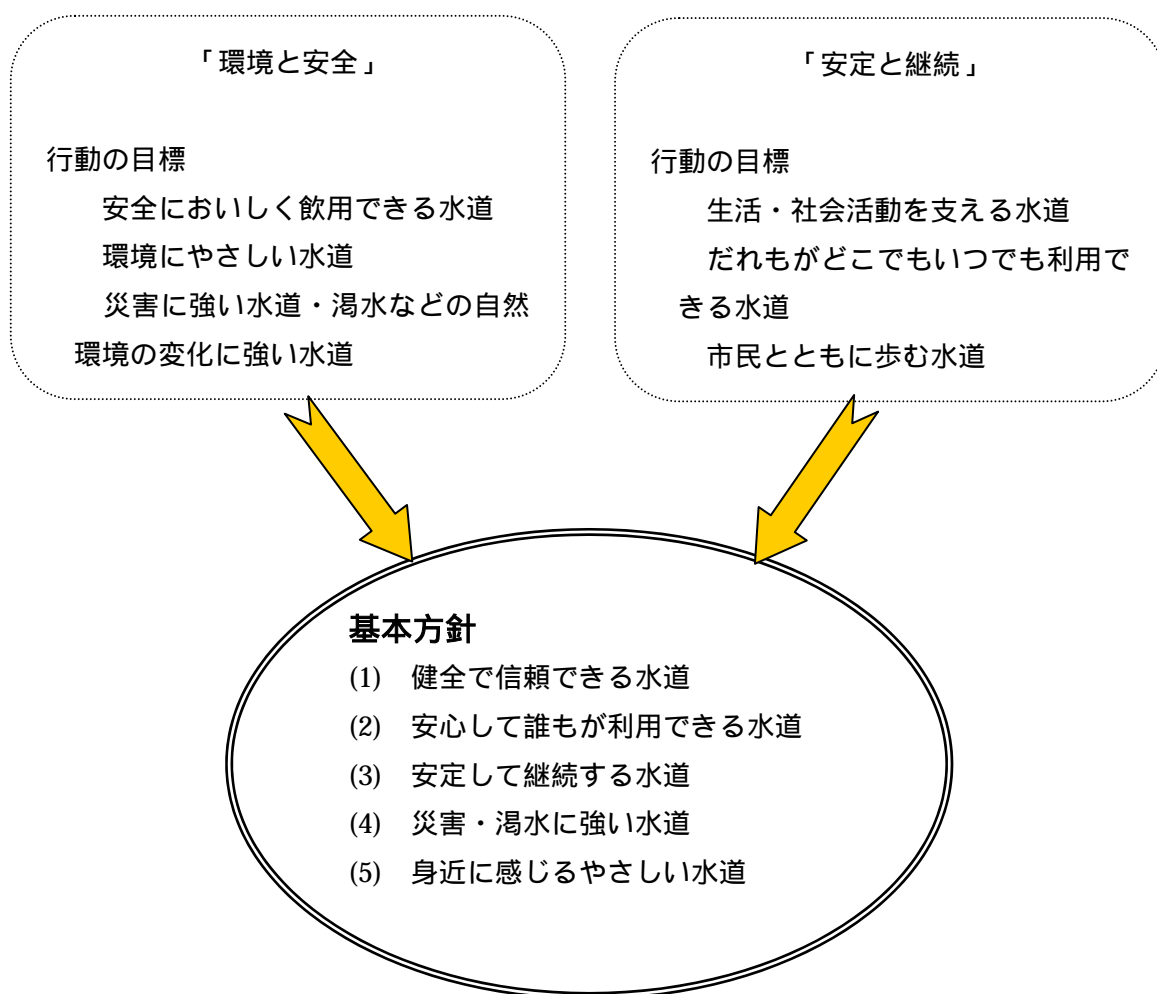 「環境と安全」
行動の目標
安全においしく飲用できる水道
環境にやさしい水道
災害に強い水道・渇水などの自然
環境の変化に強い水道
「安定と継続」
行動の目標
生活・社会活動を支える水道
だれもがどこでもいつでも利用で
きる水道
市民とともに歩む水道
基本方針
(1) 健全で信頼できる水道
(2) 安心して誰もが利用できる水道
(3) 安定して継続する水道
(4) 災害・渇水に強い水道
(5) 身近に感じるやさしい水道